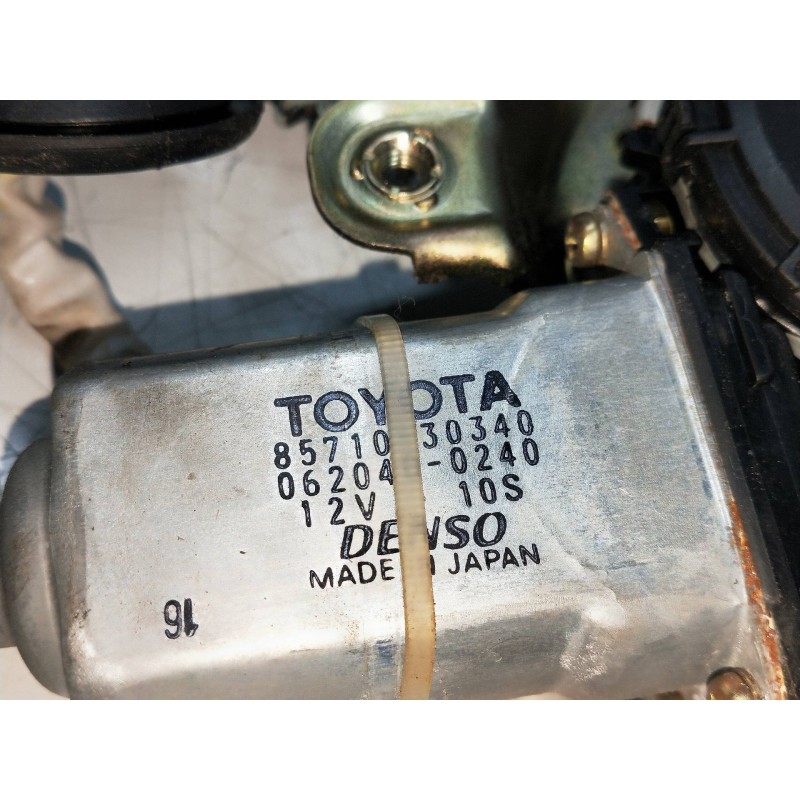 TOYOTA
85710 30340
06204 -0240
12V 10S
DENSO
MADE JAPAN
16